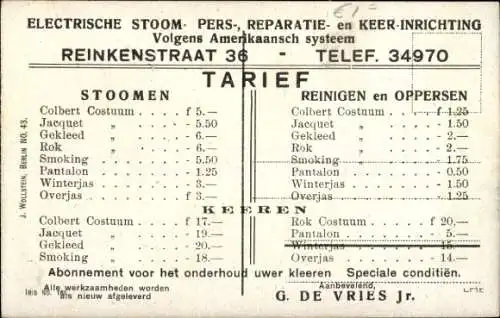 ELECTRISCHE STOOM- PERS-, REPARATIE- en KEER-INRICHTING
Volgens Amerikaansch systeem
REINKENSTRAAT 36 - TELEF. 34970
TARIEF
STOOMEN
Colbert Costuum . . . . f 5.—
Jacquet „ . . . . „ 5.50
Gekleed „ . . . . „ 6.—
Rok „ . . . . „ 6.—
Smoking „ . . . . „ 5.50
Pantalon . . . . „ 1.25
Winterjas . . . . „ 3.—
Overjas . . . . f 3.—
REINIGEN en OPPERSEN
Colbert Costuum . . . . f 1.25
Jacquet „ . . . . „ 1.50
Gekleed „ . . . . „ 2.—
Rok „ . . . . „ 2.—
Smoking „ . . . . „ 1.75
Pantalon . . . . „ 0.50
Winterjas . . . . „ 1.50
Overjas . . . . „ 1.25
KEEREN
Colbert Costuum . . . . f 17.—
Jacquet „ . . . . „ 19.—
Gekleed „ . . . . „ 20.—
Smoking „ . . . . „ 18.—
Rok Costuum . . . . f 20.—
Pantalon . . . . „ 5.—
Winterjas . . . . „ 15.—
Overjas . . . . „ 14.—
Abonnement voor het onderhoud uwer kleeren Speciale conditiën.
Alle werkzaamheden worden
als nieuw afgeleverd
Aanbevelend,
G. DE VRIES Jr.
J. WOLLSTEIN, BERLIN NO. 43.